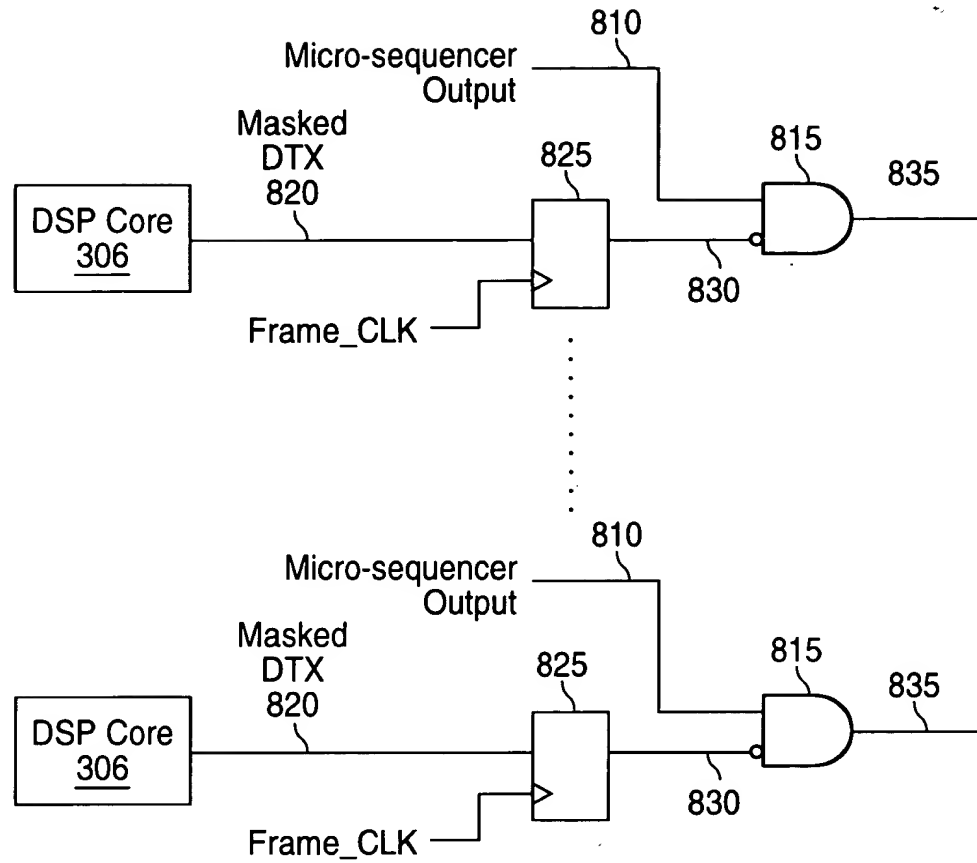 810
Micro-sequencer
Output
Masked
DTX
820
825
815
835
DSP Core
306
830
Frame_CLK
810
Micro-sequencer
Output
Masked
DTX
820
825
815
835
DSP Core
306
830
Frame_CLK